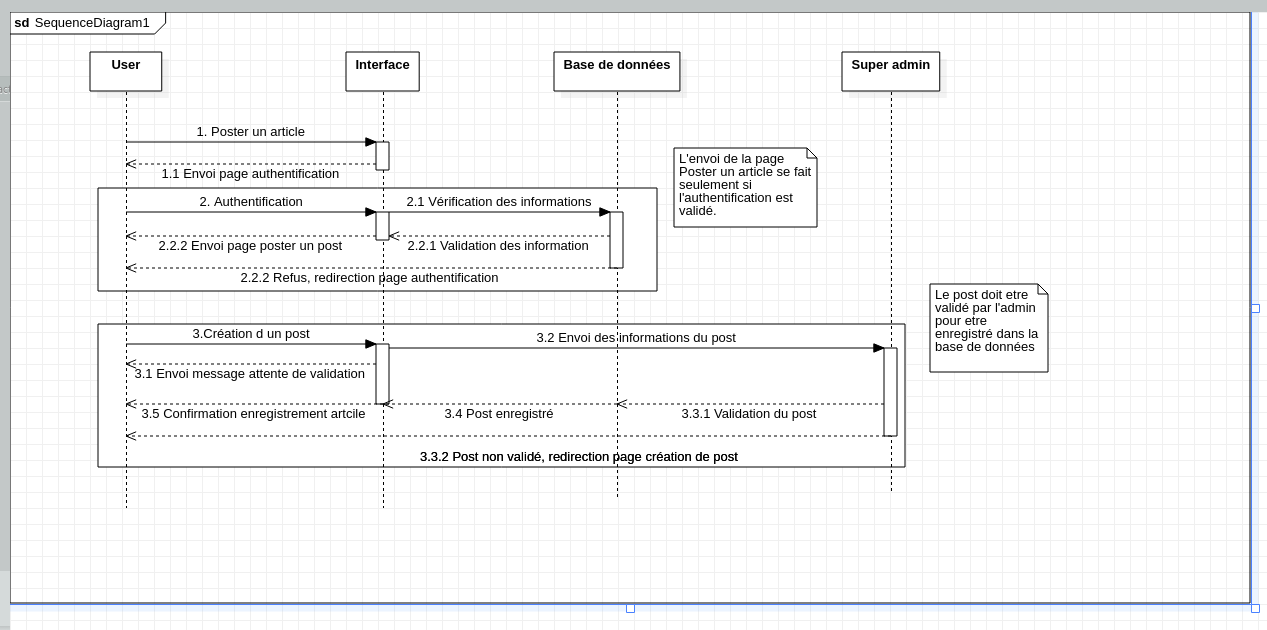 sd SequenceDiagram1
User
Interface
Base de données
Super admin
1. Poster un article
1.1 Envoi page authentification
L'envoi de la page
Poster un article se fait
seulement si
l'authentification est
validé.
2. Authentification
2.1 Vérification des informations
2.2.2 Envoi page poster un post
2.2.1 Validation des information
2.2.2 Refus, redirection page authentification
Le post doit etre
validé par l'admin
pour etre
enregistré dans la
base de données
3.Création d un post
3.2 Envoi des informations du post
3.1 Envoi message attente de validation
3.5 Confirmation enregistrement artcile
3.4 Post enregistré
3.3.1 Validation du post
3.3.2 Post non validé, redirection page création de post